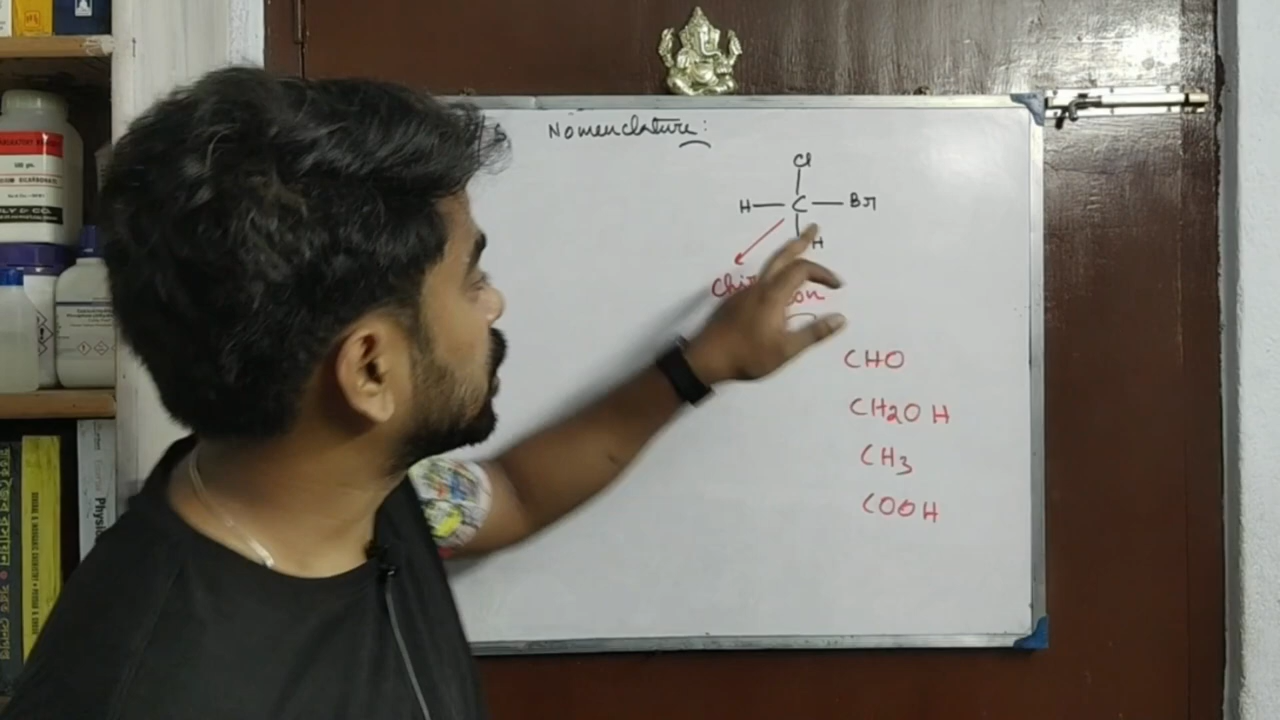 Nomenclature:
Cl
H — C — Br
H
CHO
CH2OH
CH3
COOH